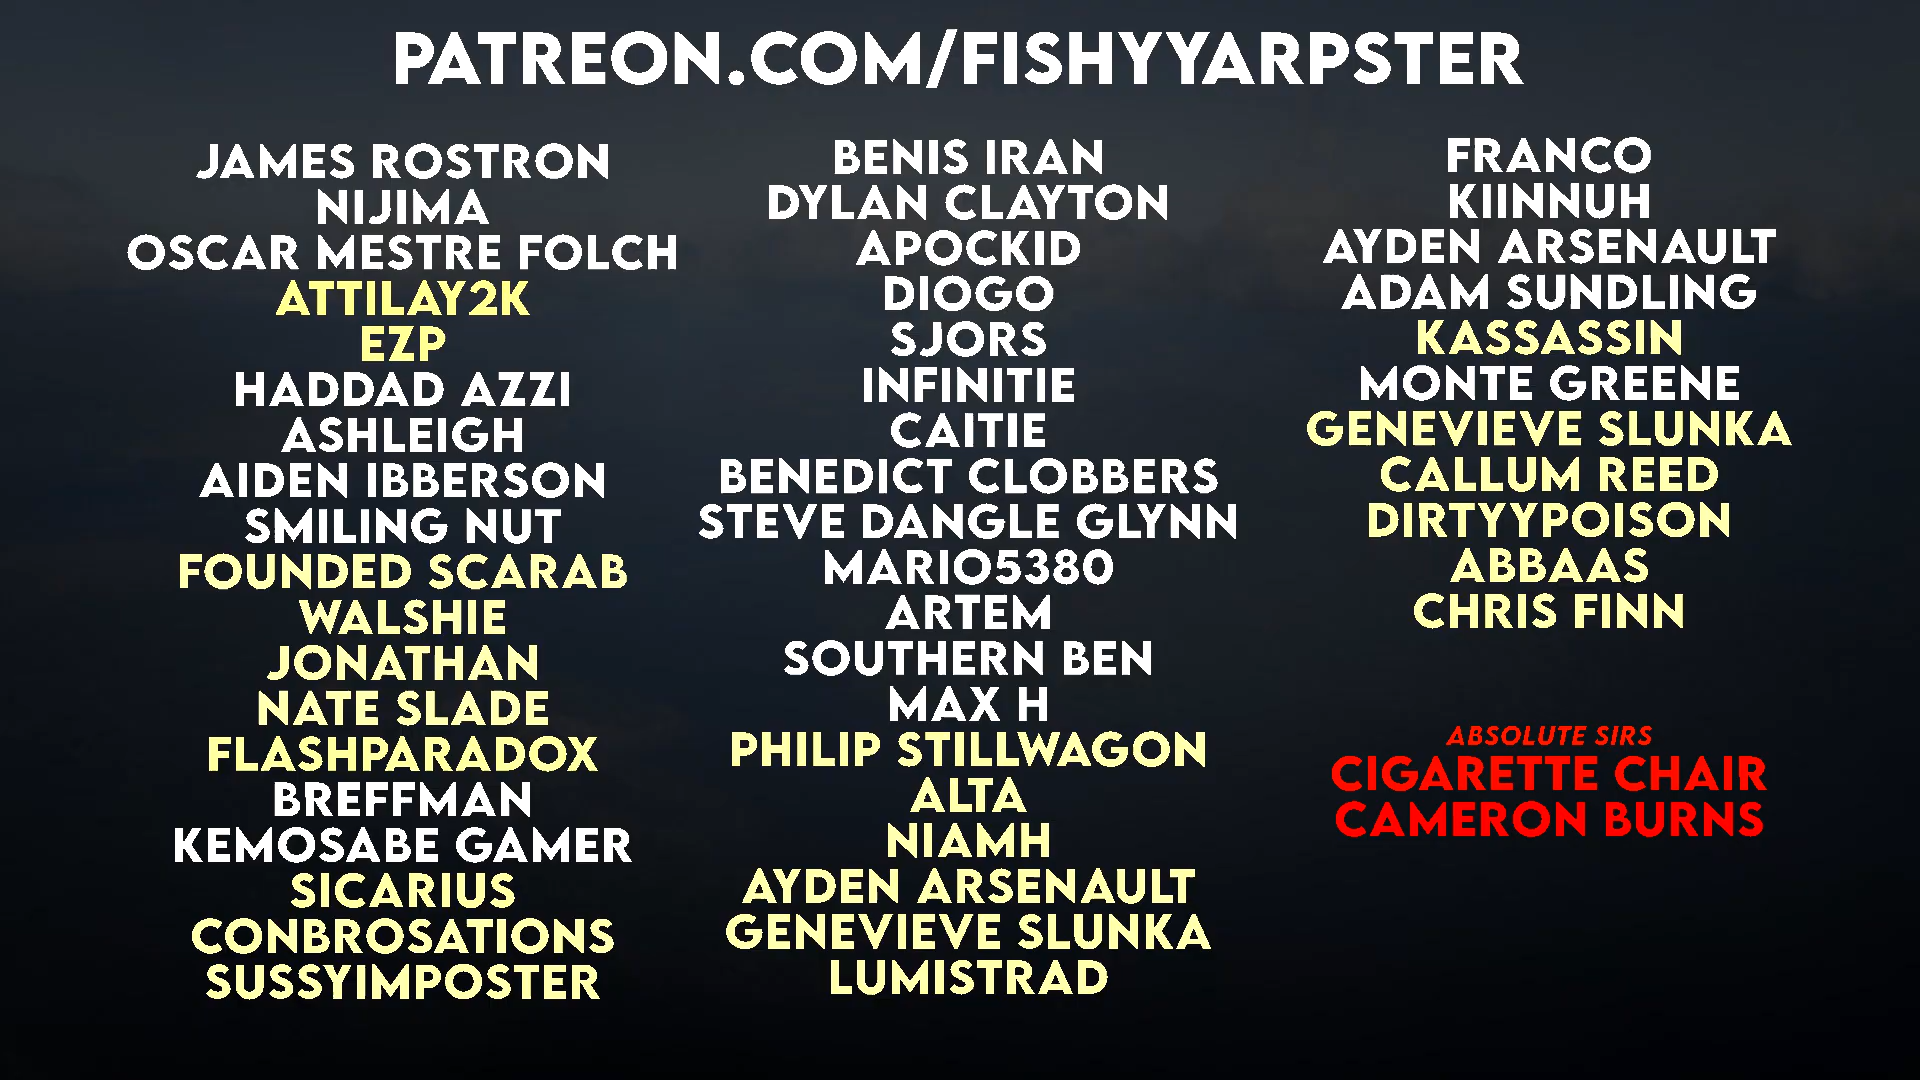 PATREON.COM/FISHYYARPSTER
JAMES ROSTRON
NIJIMA
OSCAR MESTRE FOLCH
ATTILAY2K
EZP
HADDAD AZZI
ASHLEIGH
AIDEN IBBERSON
SMILING NUT
FOUNDED SCARAB
WALSHIE
JONATHAN
NATE SLADE
FLASHPARADOX
BREFFMAN
KEMOSABE GAMER
SICARIUS
CONBROSATIONS
SUSSYIMPOSTER
BENIS IRAN
DYLAN CLAYTON
APOCKID
DIOGO
SJORS
INFINITIE
CAITIE
BENEDICT CLOBBERS
STEVE DANGLE GLYNN
MARIO5380
ARTEM
SOUTHERN BEN
MAX H
PHILIP STILLWAGON
ALTA
NIAMH
AYDEN ARSENAULT
GENEVIEVE SLUNKA
LUMISTRAD
FRANCO
KIINNUH
AYDEN ARSENAULT
ADAM SUNDLING
KASSASSIN
MONTE GREENE
GENEVIEVE SLUNKA
CALLUM REED
DIRTYYPOISON
ABBAAS
CHRIS FINN
ABSOLUTE SIRS
CIGARETTE CHAIR
CAMERON BURNS